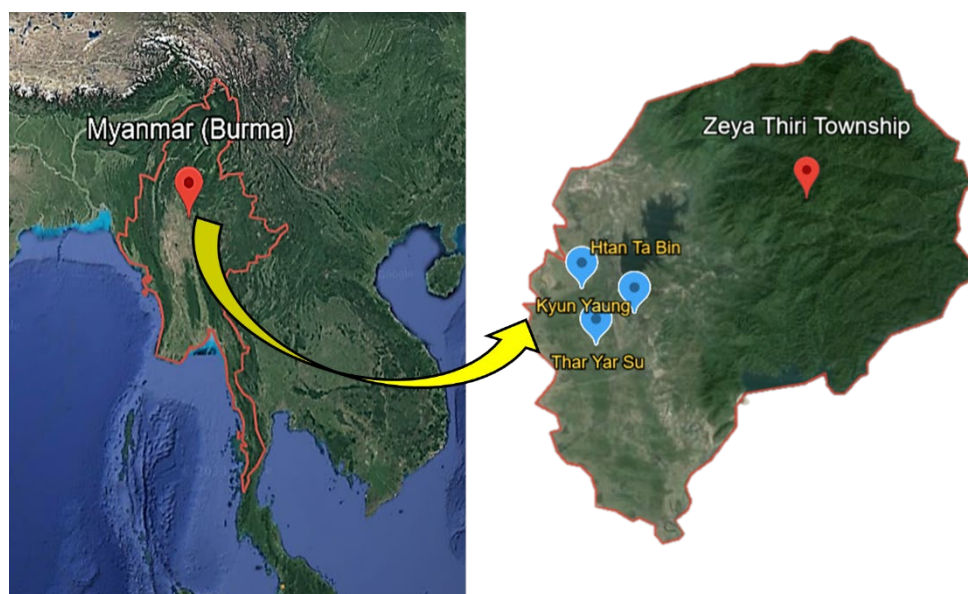 Myanmar (Burma)
Zeya Thiri Township
Htan Ta Bin
Kyun Yaung
Thar Yar Su